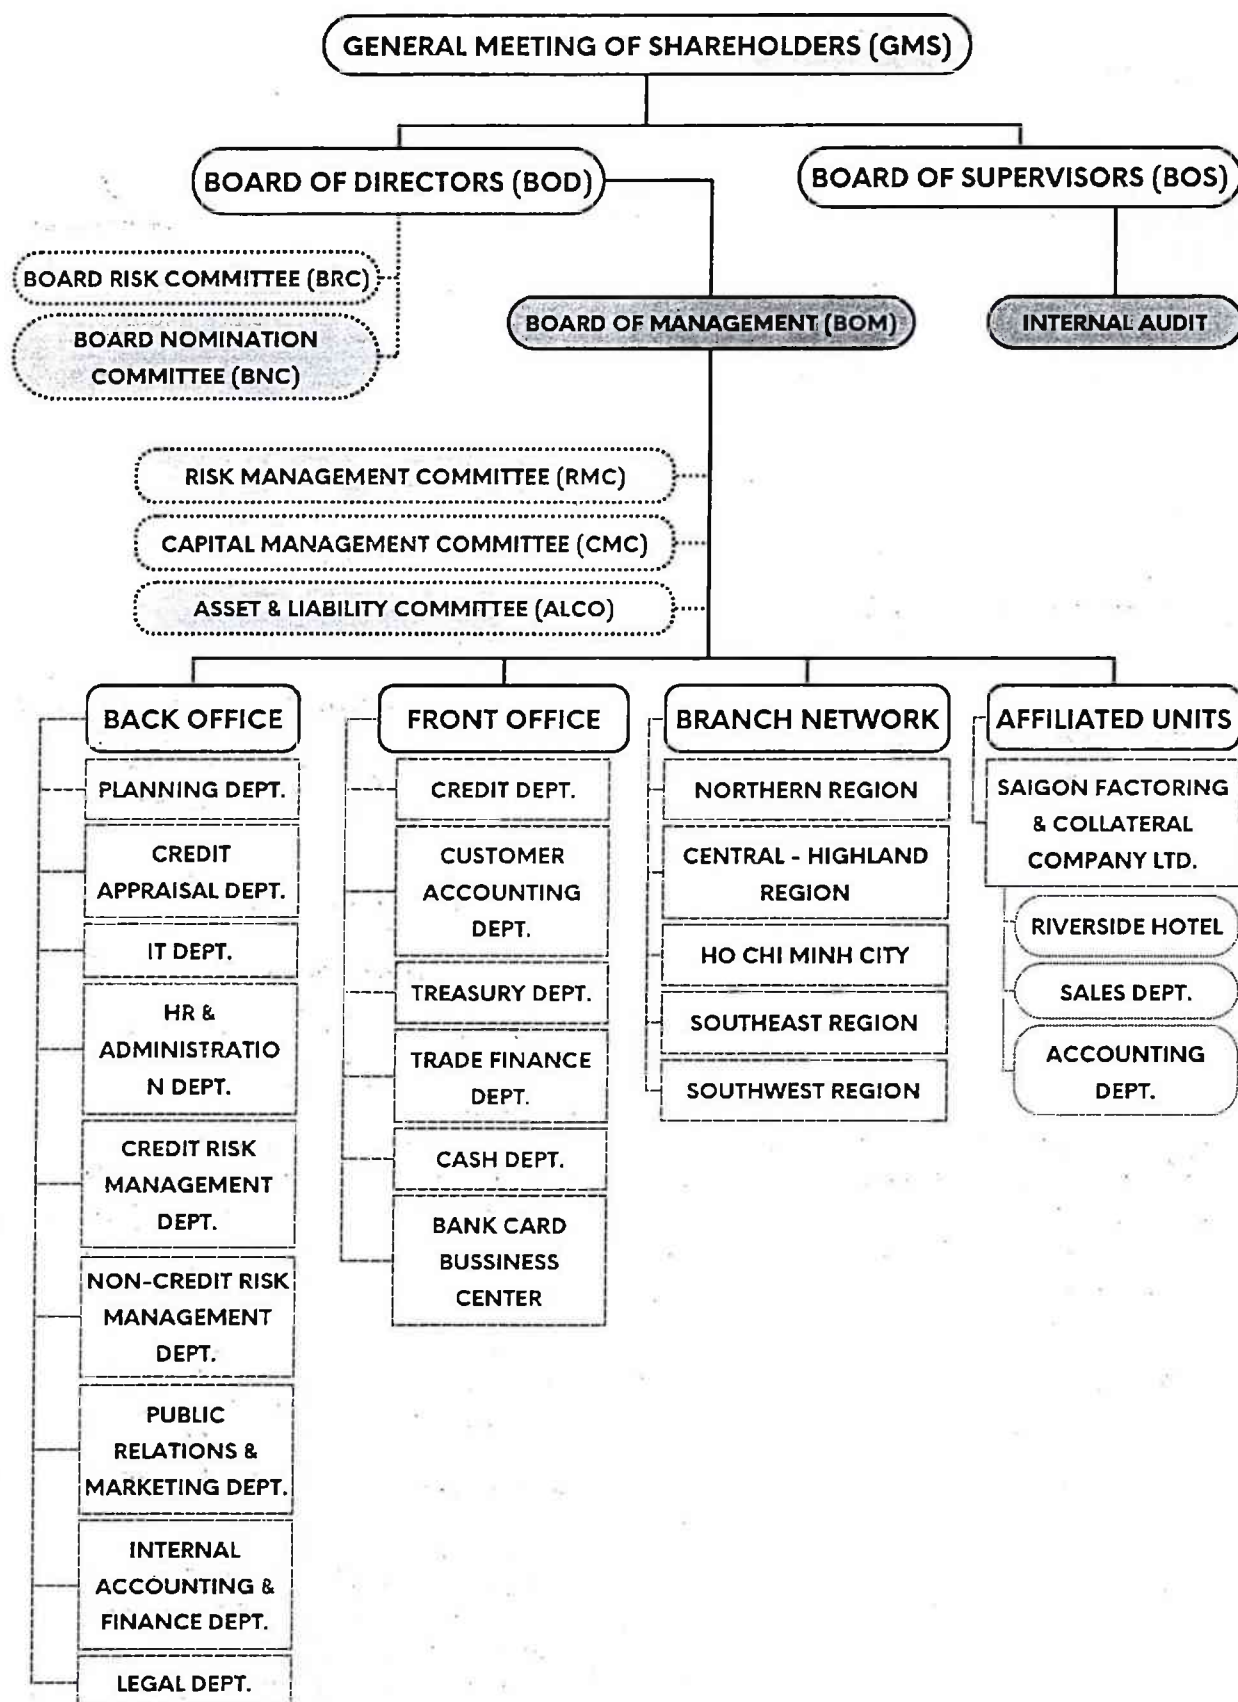 GENERAL MEETING OF SHAREHOLDERS (GMS)
BOARD OF DIRECTORS (BOD)
BOARD OF SUPERVISORS (BOS)
BOARD RISK COMMITTEE (BRC)
BOARD NOMINATION
COMMITTEE (BNC)
BOARD OF MANAGEMENT (BOM)
INTERNAL AUDIT
RISK MANAGEMENT COMMITTEE (RMC)
CAPITAL MANAGEMENT COMMITTEE (CMC)
ASSET & LIABILITY COMMITTEE (ALCO)
BACK OFFICE
PLANNING DEPT.
CREDIT
APPRAISAL DEPT.
IT DEPT.
HR &
ADMINISTRATIO
N DEPT.
CREDIT RISK
MANAGEMENT
DEPT.
NON-CREDIT RISK
MANAGEMENT
DEPT.
PUBLIC
RELATIONS &
MARKETING DEPT.
INTERNAL
ACCOUNTING &
FINANCE DEPT.
LEGAL DEPT.
FRONT OFFICE
CREDIT DEPT.
CUSTOMER
ACCOUNTING
DEPT.
TREASURY DEPT.
TRADE FINANCE
DEPT.
CASH DEPT.
BANK CARD
BUSSINESS
CENTER
BRANCH NETWORK
NORTHERN REGION
CENTRAL - HIGHLAND
REGION
HO CHI MINH CITY
SOUTHEAST REGION
SOUTHWEST REGION
AFFILIATED UNITS
SAIGON FACTORING
& COLLATERAL
COMPANY LTD.
RIVERSIDE HOTEL
SALES DEPT.
ACCOUNTING
DEPT.